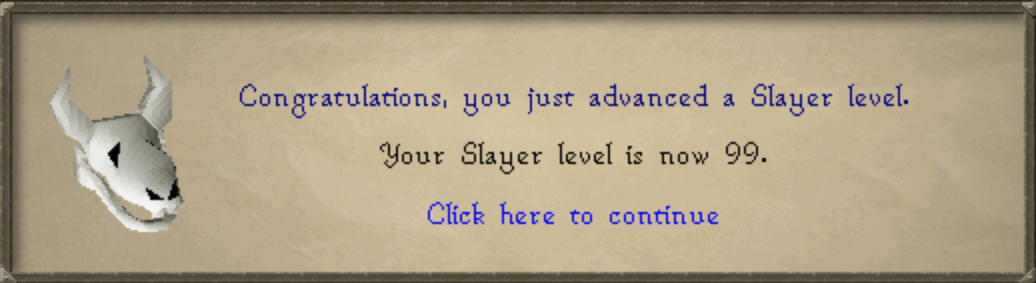 Congratulations, you just advanced a Slayer level.
Your Slayer level is now 99.
Click here to continue